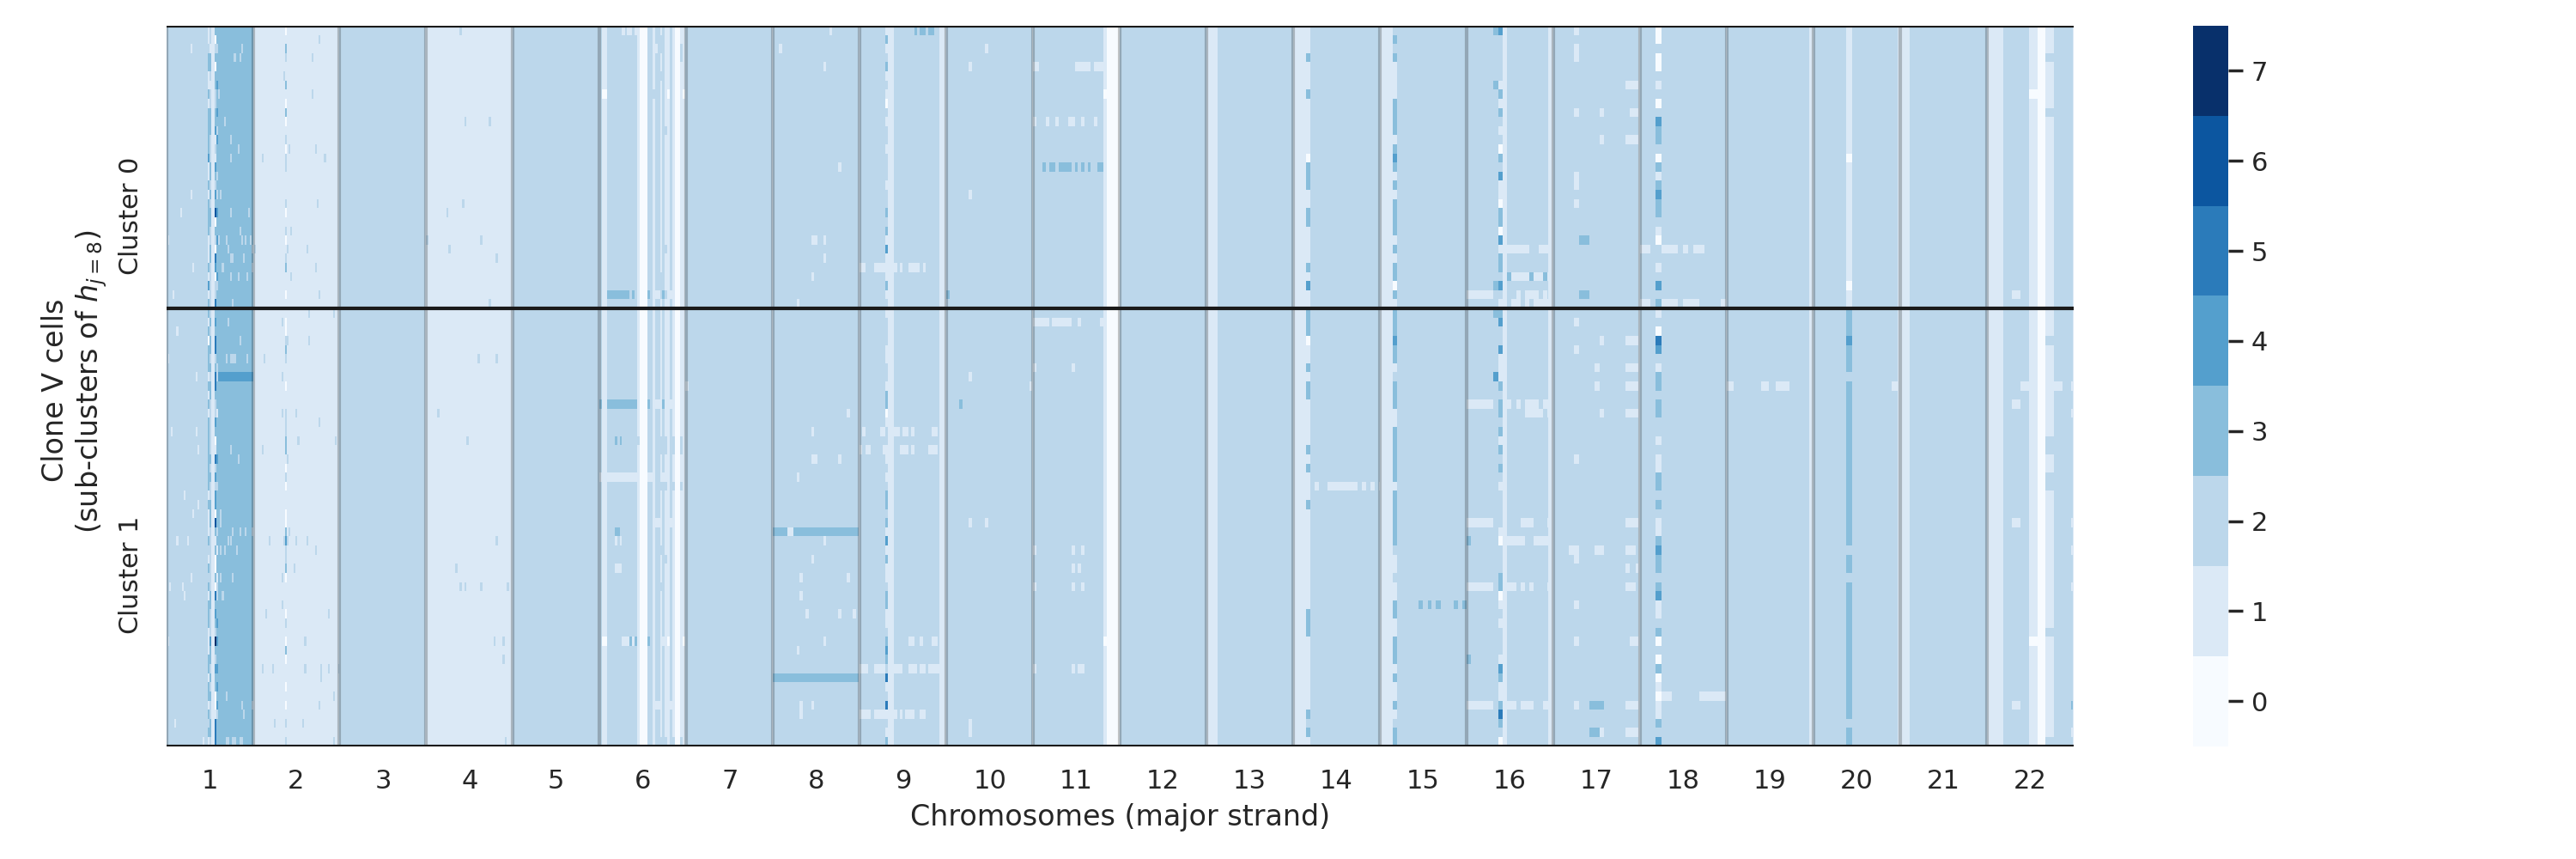 Clone V cells
(sub-clusters of h_{j=8})
Cluster 0
Cluster 1
1 2 3 4 5 6 7 8 9 10 11 12 13 14 15 16 17 18 19 20 21 22
Chromosomes (major strand)
7
6
5
4
3
2
1
0